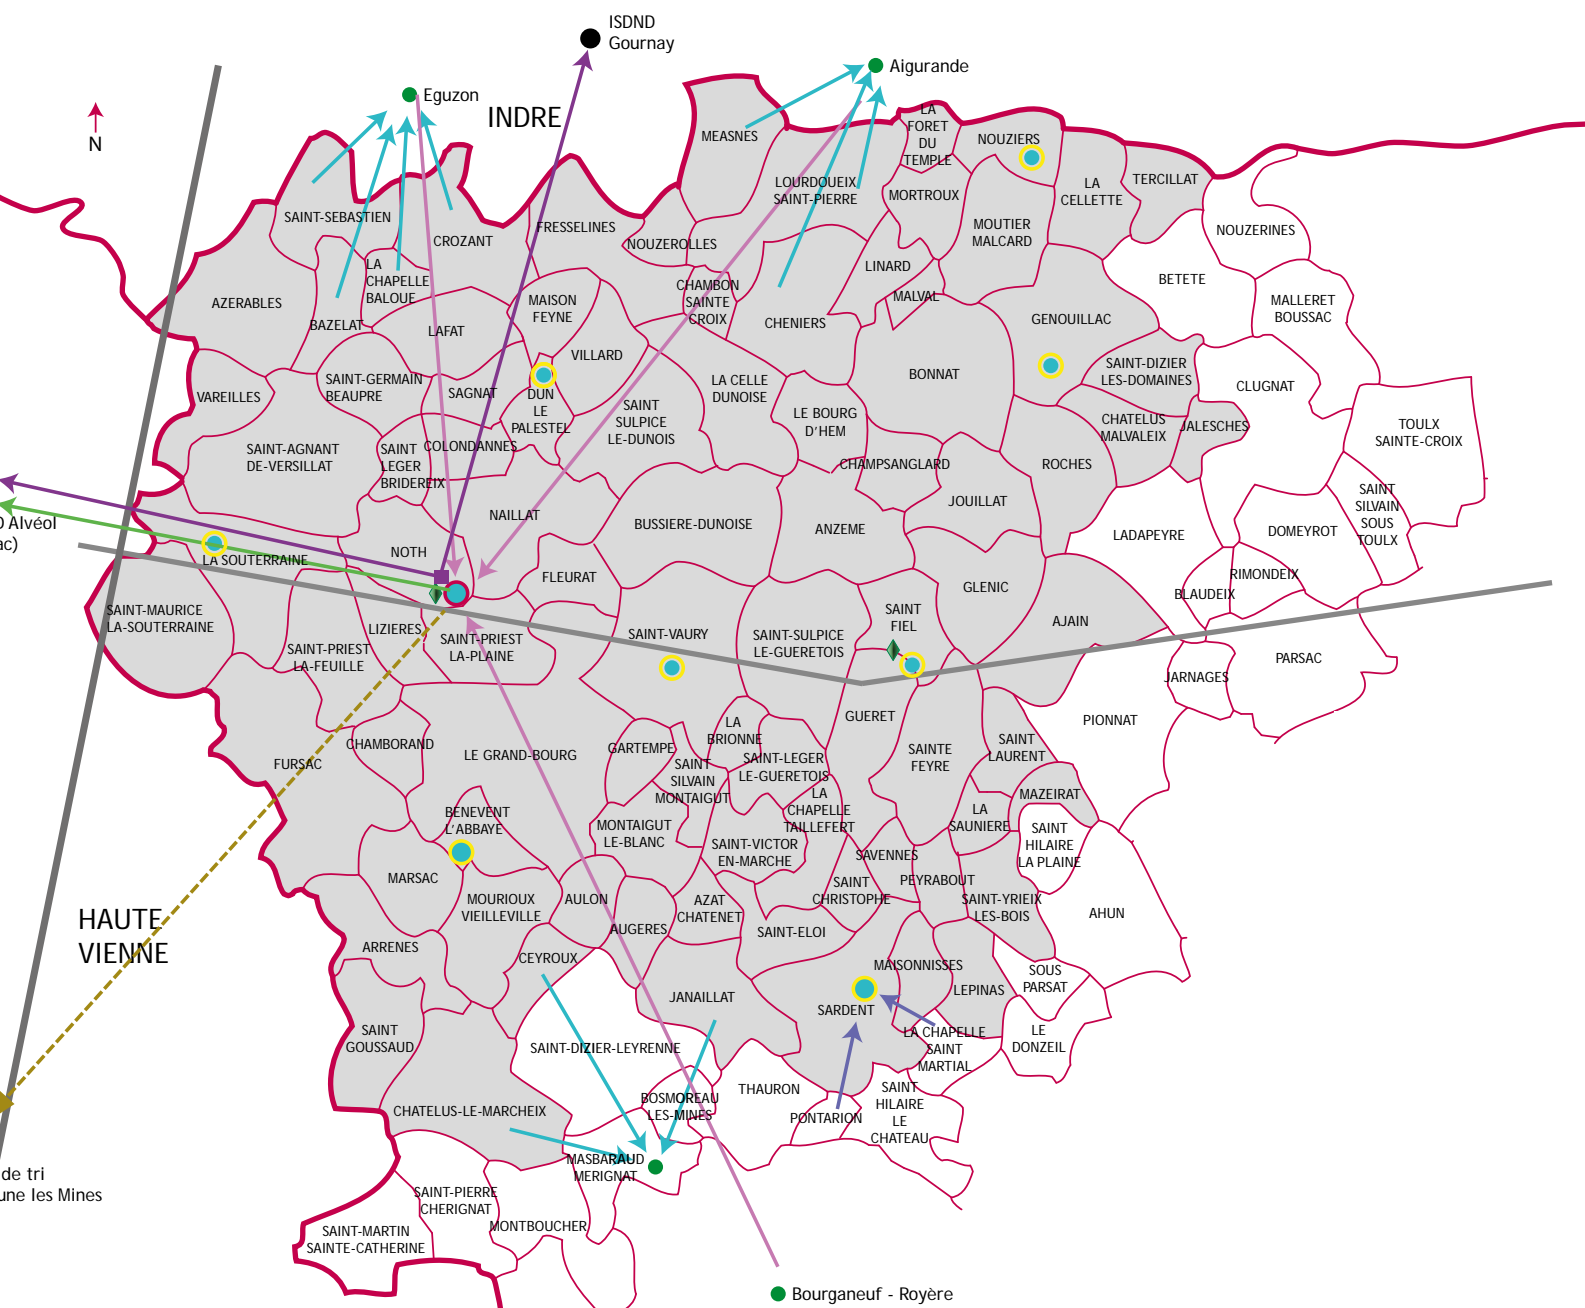 ISDND
Gournay
Aigurande
Eguzon
INDRE
N
LA
FORET
DU
TEMPLE
MEASNES
NOUZIERS
LA
CELLETTE
TERCILLAT
LOURDOUEIX
SAINT-PIERRE
MORTROUX
SAINT-SEBASTIEN
CROZANT
FRESSELINES
NOUZEROLLES
MOUTIER
MALCARD
NOUZERINES
LA
CHAPELLE
BALOUE
LINARD
BETETE
AZERABLES
BAZELAT
LAFAT
MAISON
FEYNE
CHAMBON
SAINTE
CROIX
CHENIERS
MALVAL
GENOUILLAC
MALLERET
BOUSSAC
VILLARD
VAREILLES
SAINT-GERMAIN
BEAUPRE
SAGNAT
DUN
LE
PALESTEL
LA CELLE
DUNOISE
BONNAT
SAINT-DIZIER
LES-DOMAINES
CLUGNAT
SAINT
SULPICE
LE-DUNOIS
LE BOURG
D'HEM
CHATELUS
MALVALEIX
JALESCHES
TOULX
SAINTE-CROIX
SAINT-AGNANT
DE-VERSILLAT
SAINT
LEGER
BRIDEREIX
COLONDANNES
CHAMPSANGLARD
ROCHES
JOUILLAT
SAINT
SILVAIN
SOUS
TOULX
D Alvéol
ac)
NAILLAT
BUSSIERE-DUNOISE
ANZEME
LADAPEYRE
DOMEYROT
LA SOUTERRAINE
NOTH
FLEURAT
GLENIC
RIMONDEIX
BLAUDEIX
SAINT-MAURICE
LA-SOUTERRAINE
LIZIERES
SAINT-PRIEST
LA-PLAINE
SAINT-VAURY
SAINT-SULPICE
LE-GUERETOIS
SAINT
FIEL
AJAIN
SAINT-PRIEST
LA-FEUILLE
JARNAGES
PARSAC
GUERET
PIONNAT
FURSAC
CHAMBORAND
LE GRAND-BOURG
GARTEMPE
LA
BRIONNE
SAINT
SILVAIN
MONTAIGUT
SAINT-LEGER
LE-GUERETOIS
SAINTE
FEYRE
SAINT
LAURENT
LA
CHAPELLE
TAILLEFERT
MAZEIRAT
LA
SAUNIERE
BENEVENT
L'ABBAYE
MONTAIGUT
LE-BLANC
SAINT-VICTOR
EN-MARCHE
SAINT
HILAIRE
LA PLAINE
SAVENNES
MARSAC
PEYRABOUT
SAINT
CHRISTOPHE
MOURIOUX
VIEILLEVILLE
AULON
AZAT
CHATENET
SAINT-YRIEIX
LES-BOIS
AHUN
HAUTE
VIENNE
AUGERES
SAINT-ELOI
ARRENES
CEYROUX
MAISONNISSES
SOUS
PARSAT
JANAILLAT
LEPINAS
SARDENT
SAINT
GOUSSAUD
SAINT-DIZIER-LEYRENNE
LA CHAPELLE
SAINT
MARTIAL
LE
DONZEIL
THAURON
CHATELUS-LE-MARCHEIX
BOSMOREAU
LES-MINES
PONTARION
SAINT
HILAIRE
LE
CHATEAU
MASBARAUD
MERIGNAT
de tri
une les Mines
SAINT-PIERRE
CHERIGNAT
MONTBOUCHER
SAINT-MARTIN
SAINTE-CATHERINE
Bourganeuf - Royère